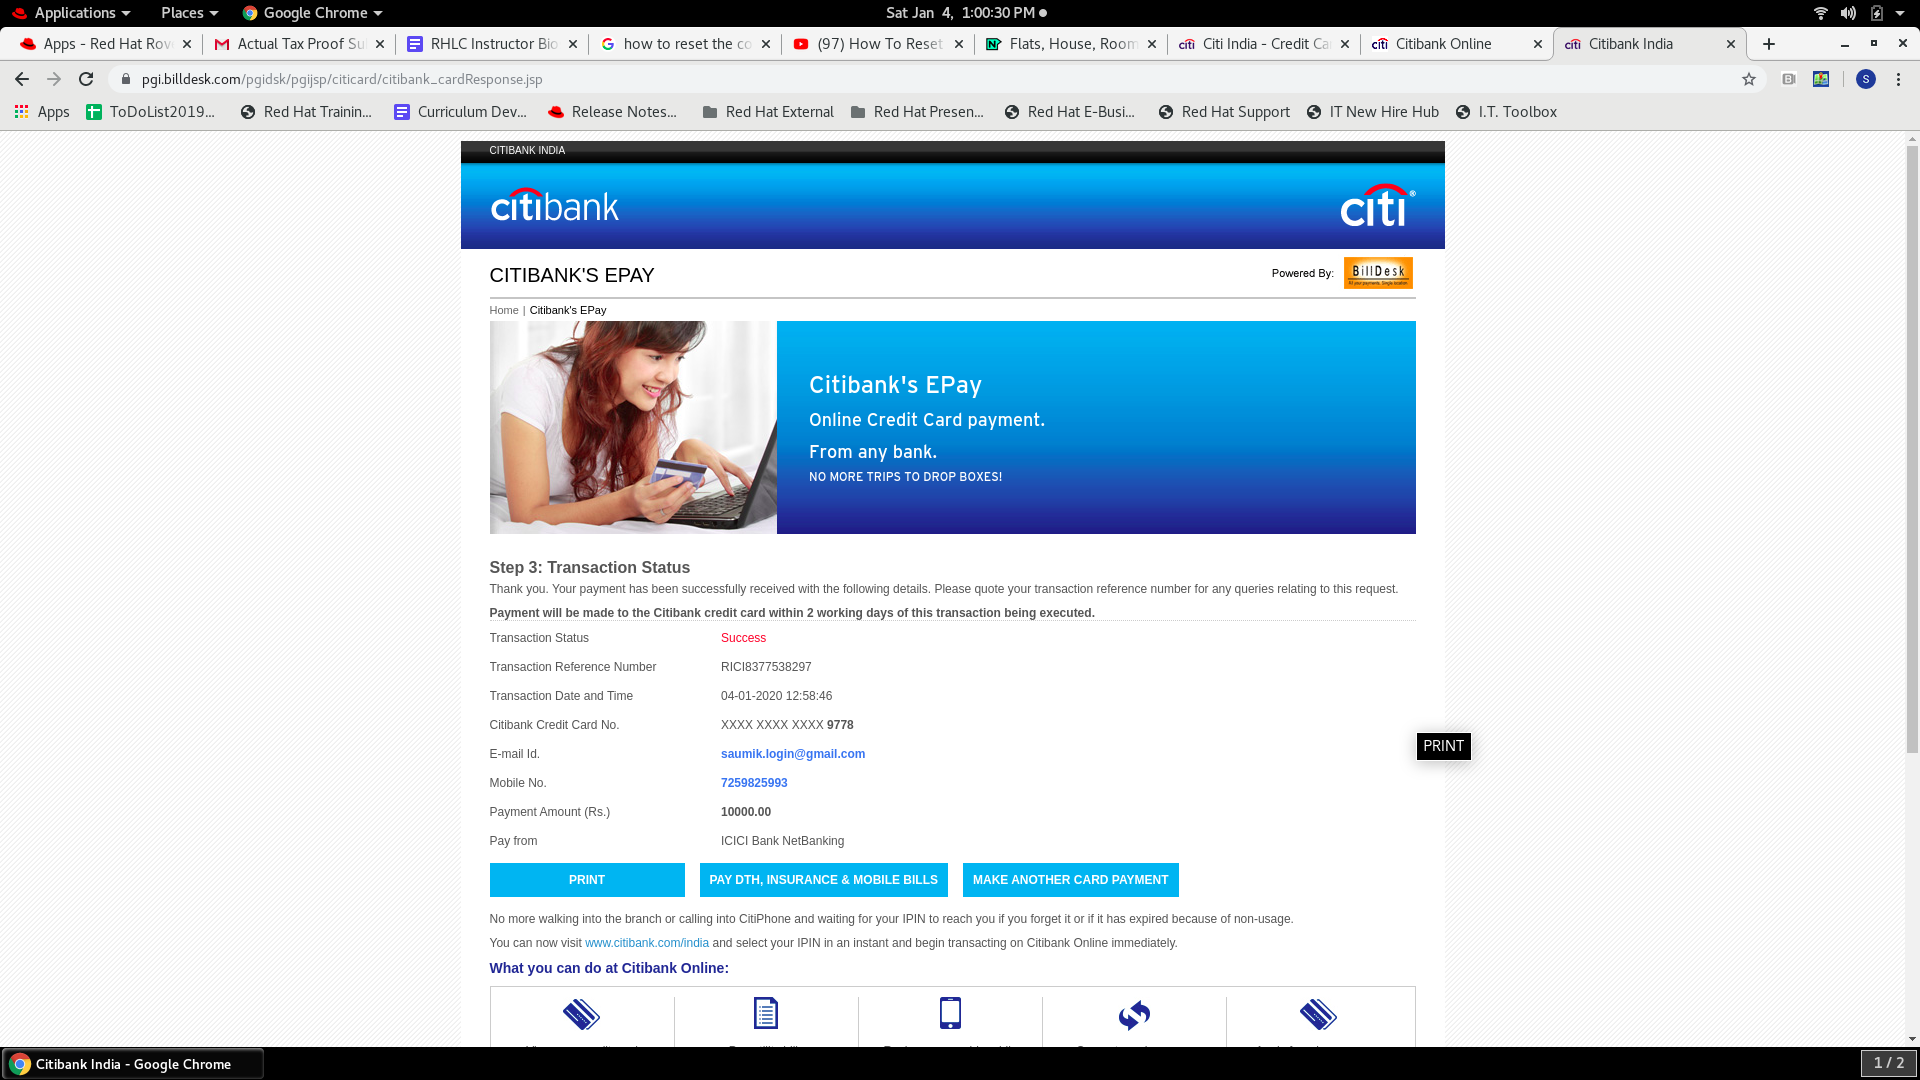 Applications Places Google Chrome Sat Jan 4, 1:00:30 PM
Apps - Red Hat Rov Actual Tax Proof Su RHLC Instructor Bio how to reset the co (97) How To Reset Flats, House, Room Citi India - Credit Ca Citibank Online Citibank India
pgi.billdesk.com/pgidsk/pgijsp/citicard/citibank_cardResponse.jsp S
Apps ToDoList2019... Red Hat Trainin... Curriculum Dev... Release Notes... Red Hat External Red Hat Presen... Red Hat E-Busi... Red Hat Support IT New Hire Hub I.T. Toolbox
CITIBANK INDIA
citibank citi®
CITIBANK'S EPAY Powered By: BillDesk
Home | Citibank's EPay
Citibank's EPay
Online Credit Card payment.
From any bank.
NO MORE TRIPS TO DROP BOXES!
Step 3: Transaction Status
Thank you. Your payment has been successfully received with the following details. Please quote your transaction reference number for any queries relating to this request.
Payment will be made to the Citibank credit card within 2 working days of this transaction being executed.
Transaction Status Success
Transaction Reference Number RICI8377538297
Transaction Date and Time 04-01-2020 12:58:46
Citibank Credit Card No. XXXX XXXX XXXX 9778
E-mail Id. saumik.login@gmail.com
PRINT
Mobile No. 7259825993
Payment Amount (Rs.) 10000.00
Pay from ICICI Bank NetBanking
PRINT PAY DTH, INSURANCE & MOBILE BILLS MAKE ANOTHER CARD PAYMENT
No more walking into the branch or calling into CitiPhone and waiting for your IPIN to reach you if you forget it or if it has expired because of non-usage.
You can now visit www.citibank.com/india and select your IPIN in an instant and begin transacting on Citibank Online immediately.
What you can do at Citibank Online:
Citibank India - Google Chrome 1 / 2